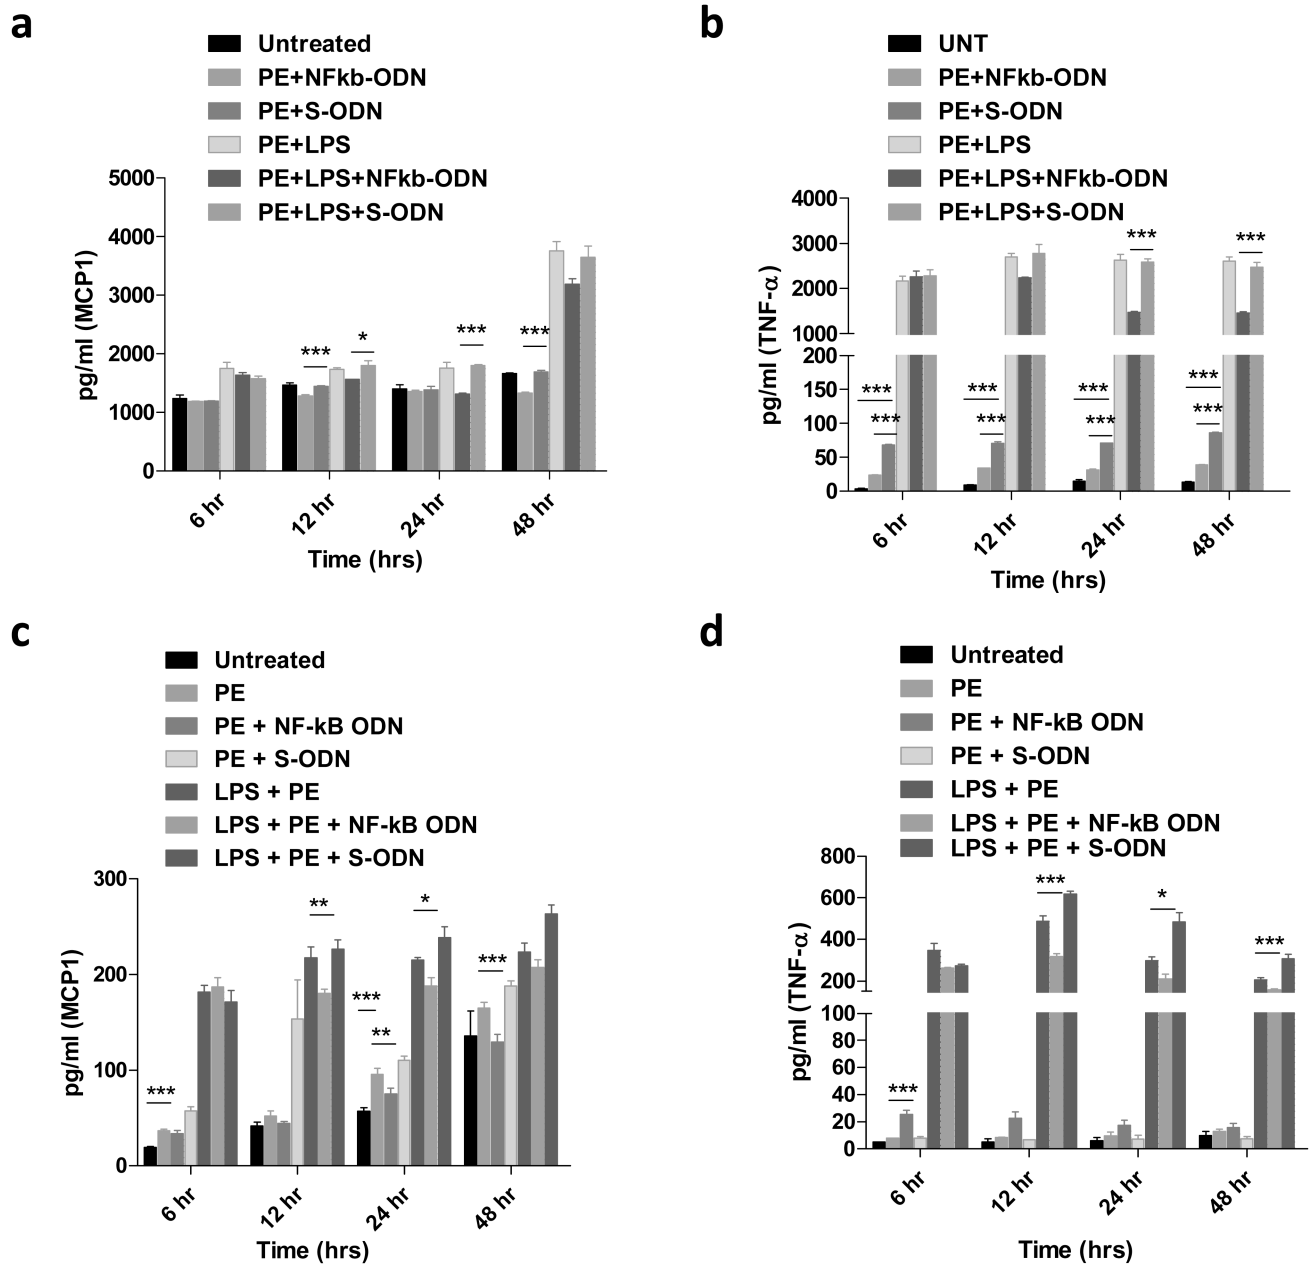 a
Untreated
PE+NFkb-ODN
PE+S-ODN
PE+LPS
PE+LPS+NFkb-ODN
PE+LPS+S-ODN
pg/ml (MCP1)
5000
4000
3000
2000
1000
0
***
*
***
***
6 hr
12 hr
24 hr
48 hr
Time (hrs)
b
UNT
PE+NFkb-ODN
PE+S-ODN
PE+LPS
PE+LPS+NFkb-ODN
PE+LPS+S-ODN
pg/ml (TNF-α)
4000
3000
2000
1000
200
150
100
50
0
***
***
***
***
***
***
***
***
***
***
6 hr
12 hr
24 hr
48 hr
Time (hrs)
c
Untreated
PE
PE + NF-kB ODN
PE + S-ODN
LPS + PE
LPS + PE + NF-kB ODN
LPS + PE + S-ODN
pg/ml (MCP1)
300
200
100
0
***
**
***
**
*
***
6 hr
12 hr
24 hr
48 hr
Time (hrs)
d
Untreated
PE
PE + NF-kB ODN
PE + S-ODN
LPS + PE
LPS + PE + NF-kB ODN
LPS + PE + S-ODN
pg/ml (TNF-α)
800
600
400
200
100
80
60
40
20
0
***
***
*
***
6 hr
12 hr
24 hr
48 hr
Time (hrs)